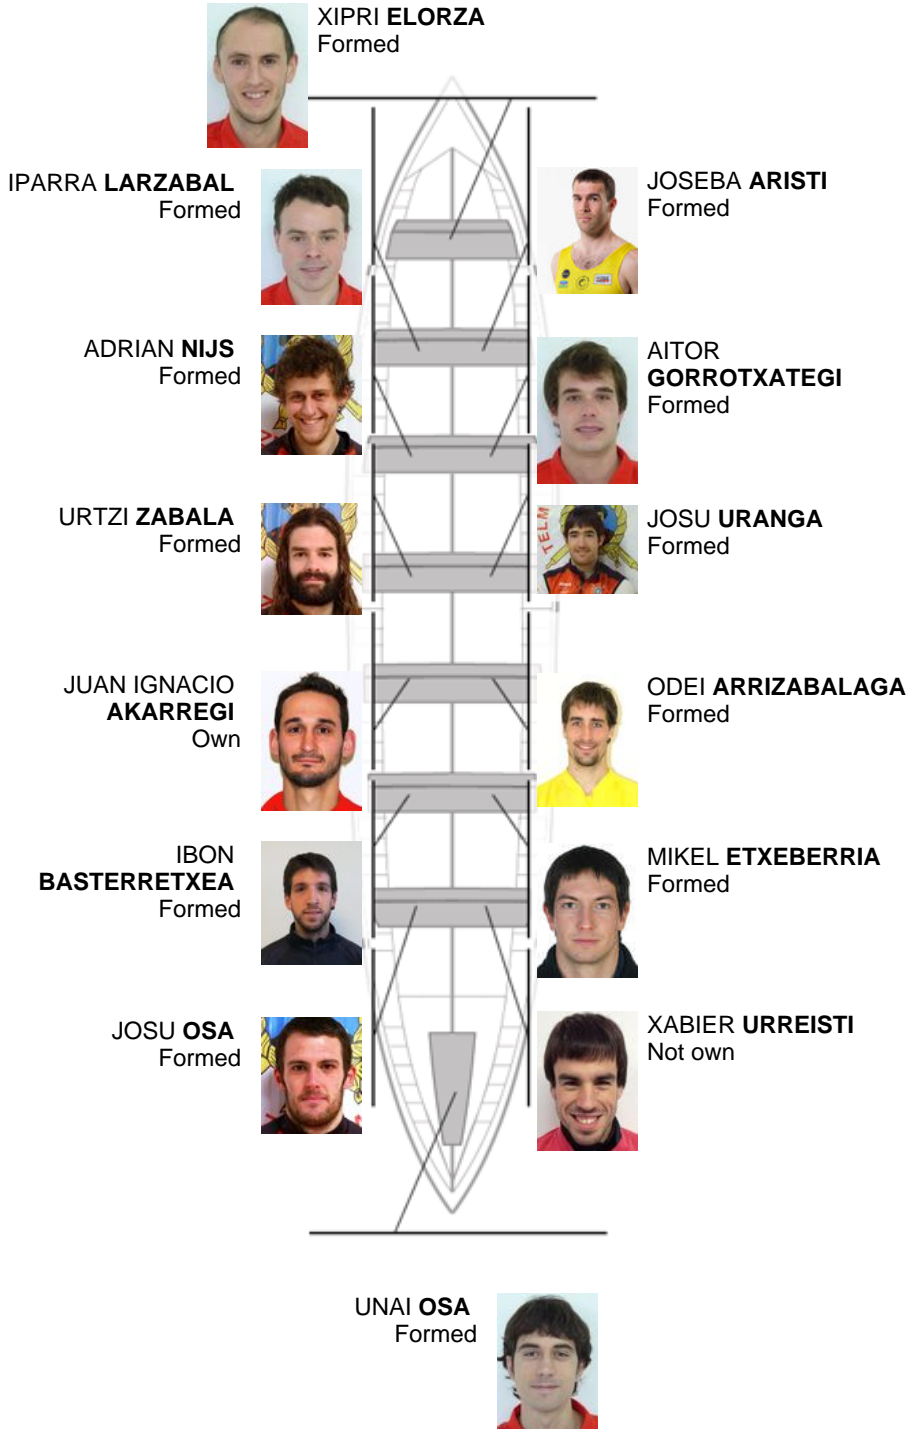 XIPRI ELORZA
Formed
IPARRA LARZABAL
Formed
JOSEBA ARISTI
Formed
ADRIAN NIJS
Formed
AITOR
GORROTXATEGI
Formed
URTZI ZABALA
Formed
JOSU URANGA
Formed
TELM
JUAN IGNACIO
AKARREGI
Own
ODEI ARRIZABALAGA
Formed
IBON
BASTERRETXEA
Formed
MIKEL ETXEBERRIA
Formed
JOSU OSA
Formed
XABIER URREISTI
Not own
UNAI OSA
Formed